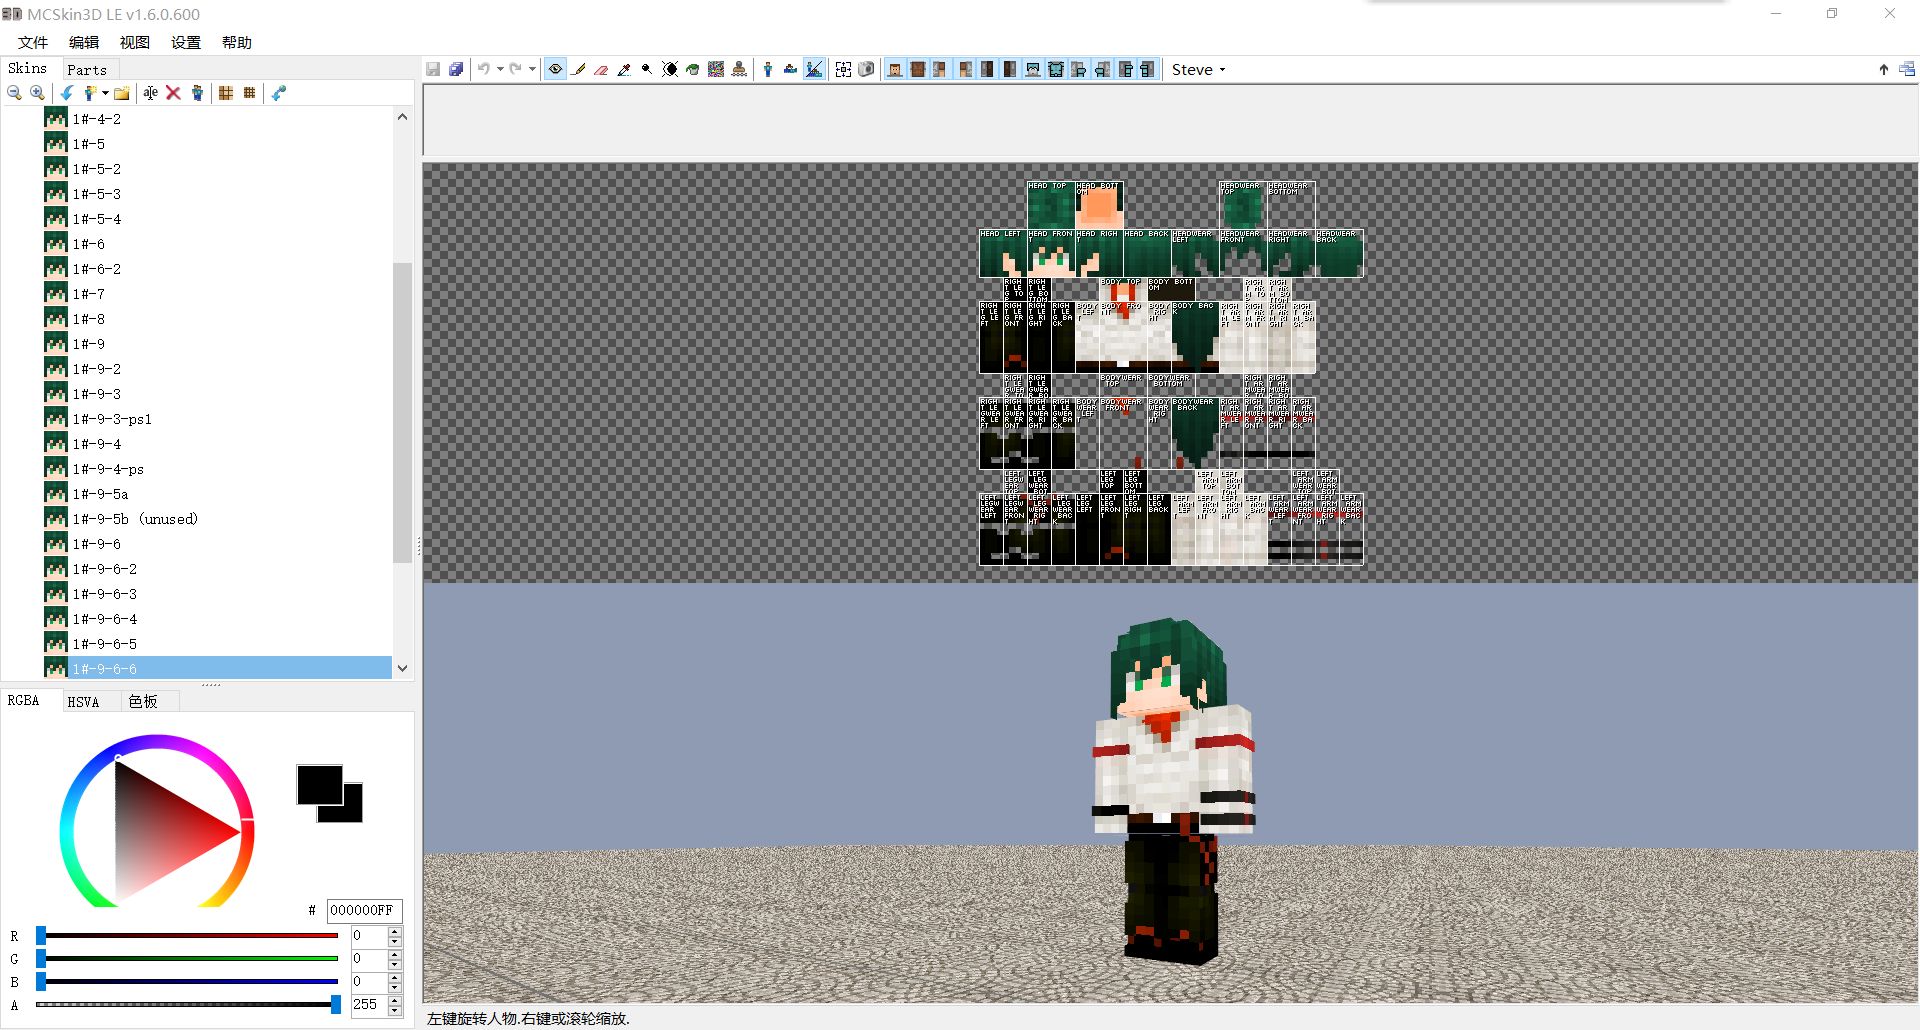 MCSkin3D LE v1.6.0.600
文件 编辑 视图 设置 帮助
Skins Parts
Steve
1#-4-2
1#-5
1#-5-2
1#-5-3
1#-5-4
1#-6
1#-6-2
1#-7
1#-8
1#-9
1#-9-2
1#-9-3
1#-9-3-ps1
1#-9-4
1#-9-4-ps
1#-9-5a
1#-9-5b (unused)
1#-9-6
1#-9-6-2
1#-9-6-3
1#-9-6-4
1#-9-6-5
1#-9-6-6
RGBA HSVA 色板
# 000000FF
R 0
G 0
B 0
A 255
HEAD TOP
HEAD BOTTOM
HEADWEAR TOP
HEADWEAR BOTTOM
HEAD LEFT
HEAD FRONT
HEAD RIGHT
HEAD BACK
HEADWEAR LEFT
HEADWEAR FRONT
HEADWEAR RIGHT
HEADWEAR BACK
BODY TOP
BODY BOTTOM
BODY LEFT
BODY FRONT
BODY RIGHT
BODY BACK
BODYWEAR TOP
BODYWEAR BOTTOM
BODYWEAR LEFT
BODYWEAR FRONT
BODYWEAR RIGHT
BODYWEAR BACK
左键旋转人物.右键或滚轮缩放.